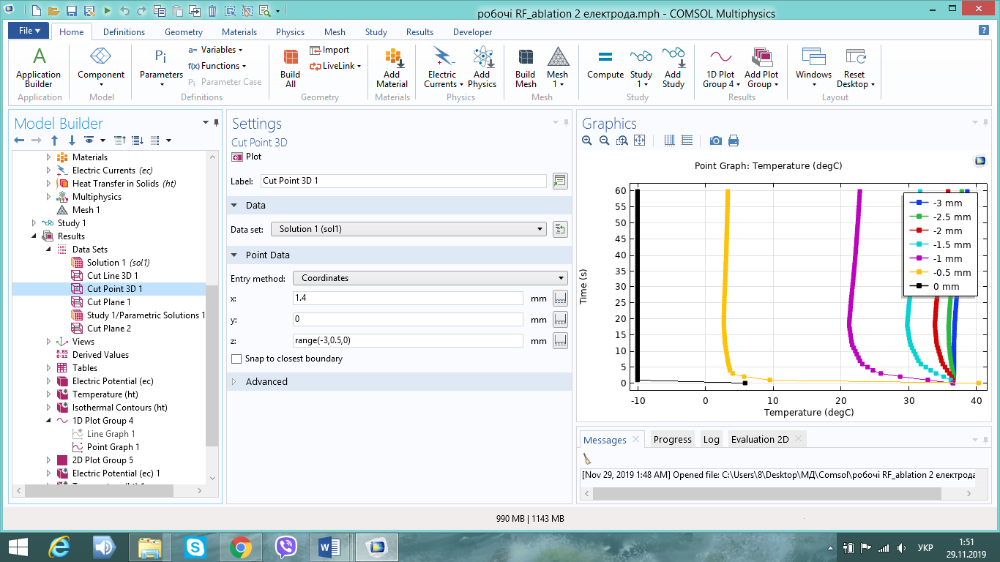 робочі RF_ablation 2 електрода.mph - COMSOL Multiphysics
File Home Definitions Geometry Materials Physics Mesh Study Results Developer
A Pi a= Variables Import
f(x) Functions LiveLink
Pi Parameter Case
Application Builder Component Parameters Build All Add Material Electric Currents Add Physics Build Mesh Mesh 1 Compute Study 1 Add Study 1D Plot Group 4 Add Plot Group Windows Reset Desktop
Application Model Definitions Geometry Materials Physics Mesh Study Results Layout
Model Builder
Materials
Electric Currents (ec)
Heat Transfer in Solids (ht)
Multiphysics
Mesh 1
Study 1
Results
Data Sets
Solution 1 (sol1)
Cut Line 3D 1
Cut Point 3D 1
Cut Plane 1
Study 1/Parametric Solutions 1
Cut Plane 2
Views
8.85
e-12
Derived Values
Tables
Electric Potential (ec)
Temperature (ht)
Isothermal Contours (ht)
1D Plot Group 4
Line Graph 1
Point Graph 1
2D Plot Group 5
Electric Potential (ec) 1
Settings
Cut Point 3D
Plot
Label: Cut Point 3D 1
Data
Data set: Solution 1 (sol1)
Point Data
Entry method: Coordinates
x: 1.4 mm
y: 0 mm
z: range(-3,0.5,0) mm
Snap to closest boundary
Advanced
Graphics
Point Graph: Temperature (degC)
60
55
50
45
40
35
30
25
20
15
10
5
0
Time (s)
-3 mm
-2.5 mm
-2 mm
-1.5 mm
-1 mm
-0.5 mm
0 mm
-10 0 10 20 30 40
Temperature (degC)
Messages Progress Log Evaluation 2D
[Nov 29, 2019 1:48 AM] Opened file: C:\Users\8\Desktop\МД\Comsol\робочі RF_ablation 2 електрода
990 MB | 1143 MB
УКР
1:51
29.11.2019